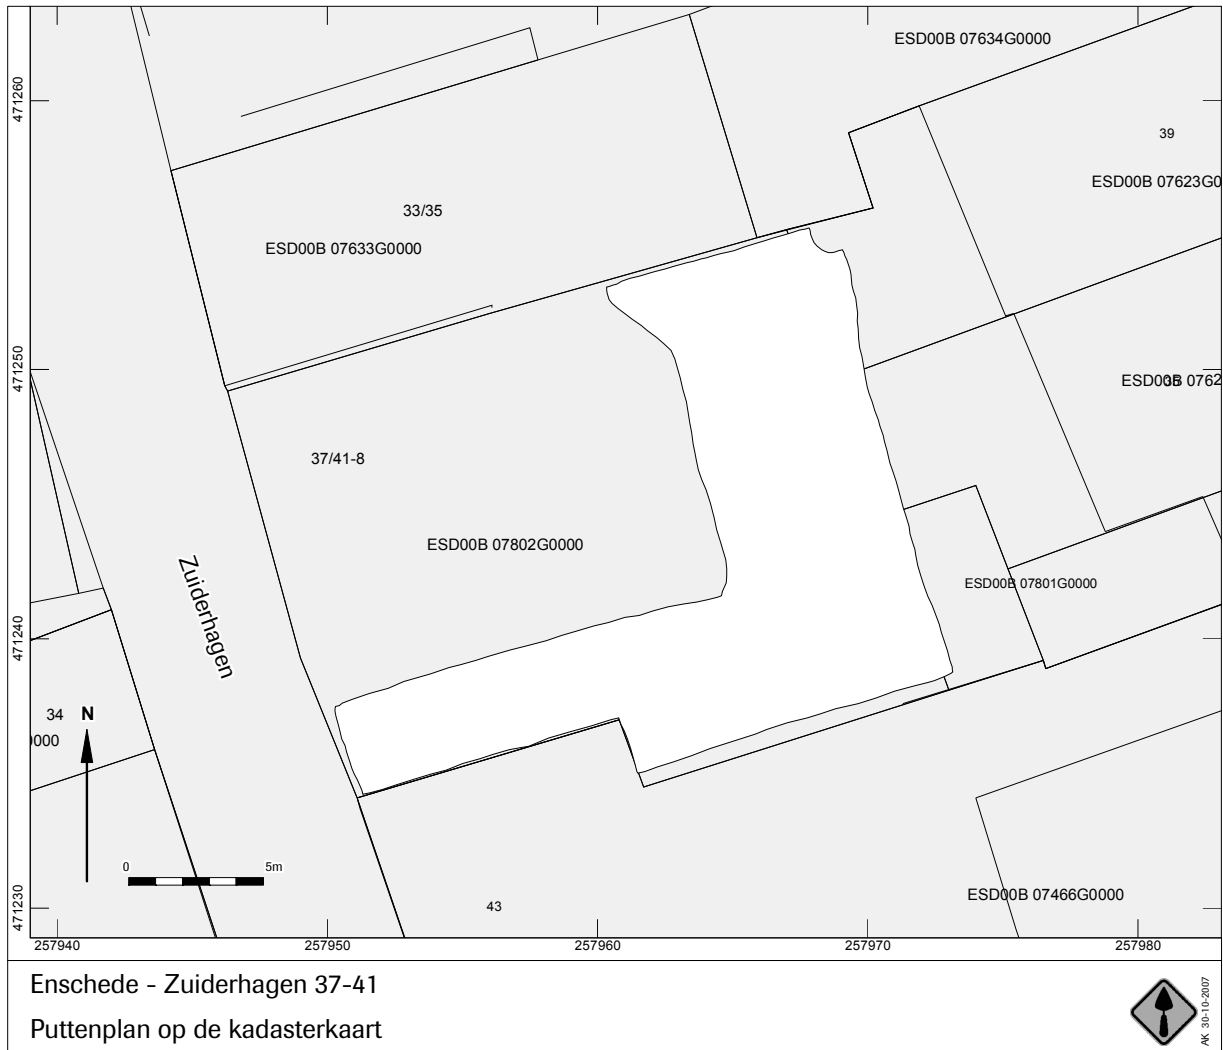 ESD00B 07634G0000
471260
39
ESD00B 07623G0
33/35
ESD00B 07633G0000
471250
ESD00B 0762
37/41-8
ESD00B 07802G0000
Zuiderhagen
ESD00B 07801G0000
471240
34
N
0000
0
5m
471230
43
ESD00B 07466G0000
257940
257950
257960
257970
257980
Enschede - Zuiderhagen 37-41
Puttenplan op de kadasterkaart
AK 30-10-2007